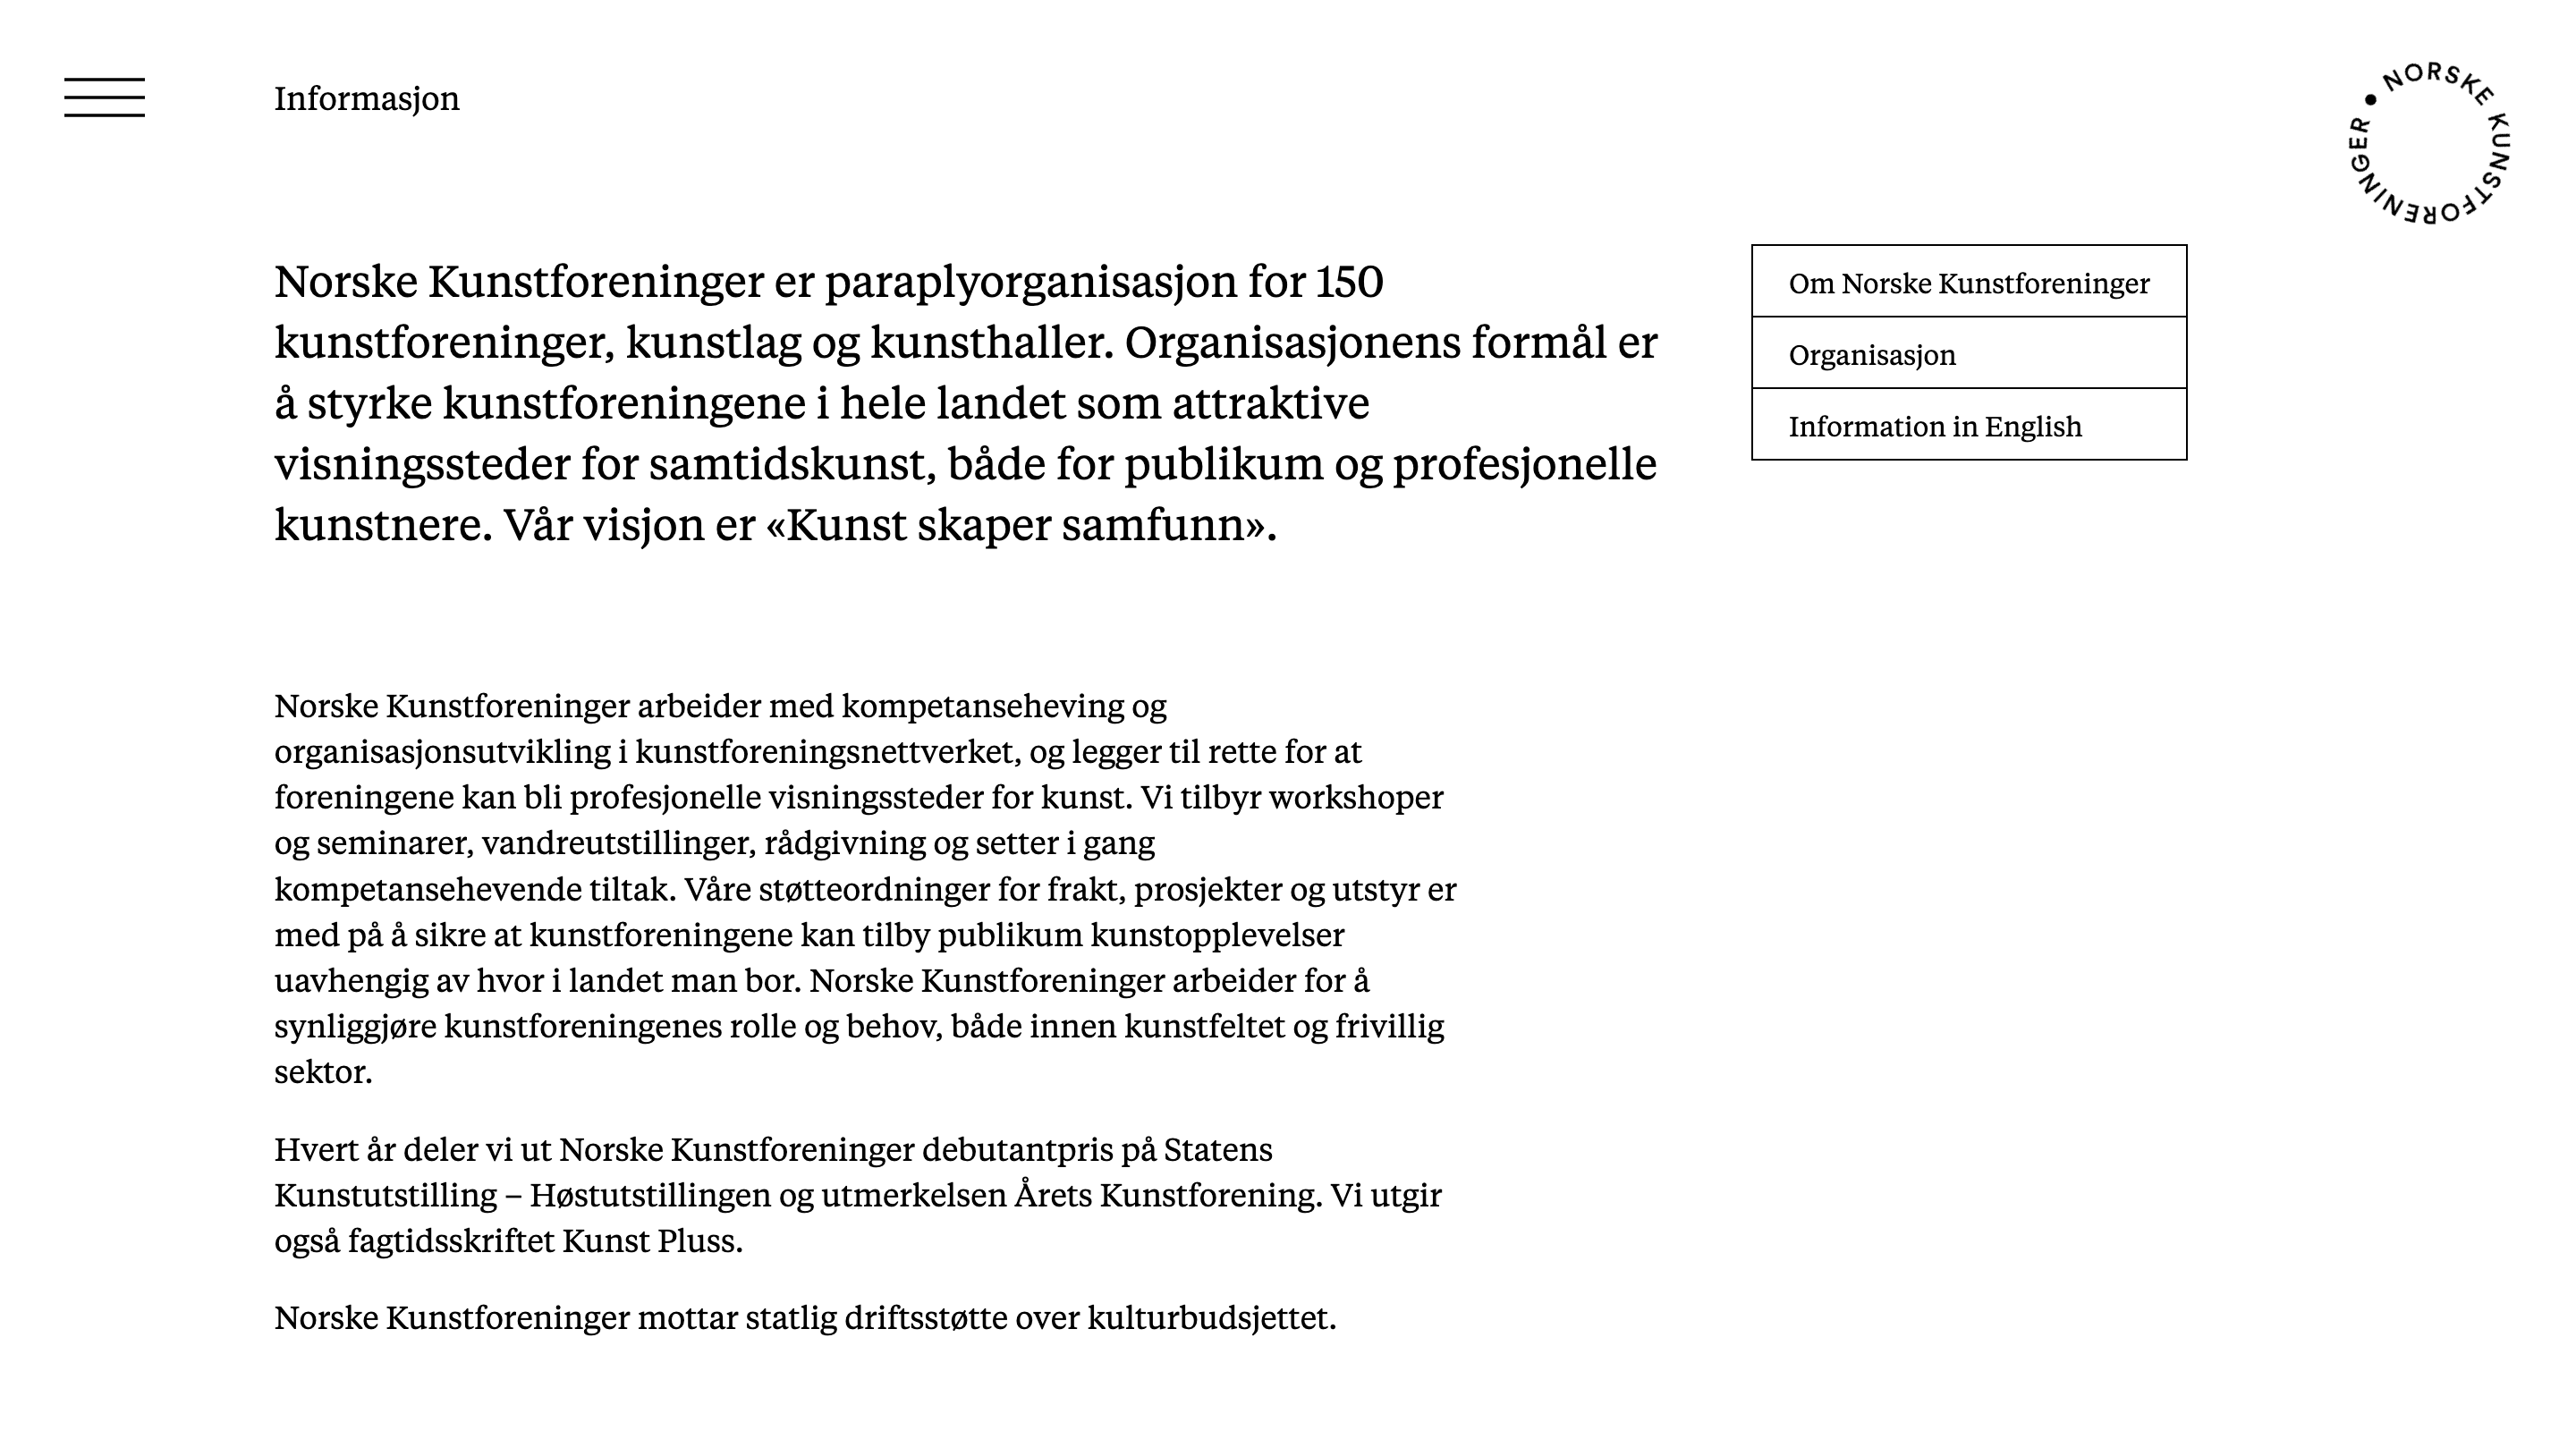 Informasjon
NORSKE KUNSTFORENINGER •
Norske Kunstforeninger er paraplyorganisasjon for 150
kunstforeninger, kunstlag og kunsthaller. Organisasjonens formål er
å styrke kunstforeningene i hele landet som attraktive
visningssteder for samtidskunst, både for publikum og profesjonelle
kunstnere. Vår visjon er «Kunst skaper samfunn».
Om Norske Kunstforeninger
Organisasjon
Information in English
Norske Kunstforeninger arbeider med kompetanseheving og
organisasjonsutvikling i kunstforeningsnettverket, og legger til rette for at
foreningene kan bli profesjonelle visningssteder for kunst. Vi tilbyr workshoper
og seminarer, vandreutstillinger, rådgivning og setter i gang
kompetansehevende tiltak. Våre støtteordninger for frakt, prosjekter og utstyr er
med på å sikre at kunstforeningene kan tilby publikum kunstopplevelser
uavhengig av hvor i landet man bor. Norske Kunstforeninger arbeider for å
synliggjøre kunstforeningenes rolle og behov, både innen kunstfeltet og frivillig
sektor.
Hvert år deler vi ut Norske Kunstforeninger debutantpris på Statens
Kunstutstilling – Høstutstillingen og utmerkelsen Årets Kunstforening. Vi utgir
også fagtidsskriftet Kunst Pluss.
Norske Kunstforeninger mottar statlig driftsstøtte over kulturbudsjettet.